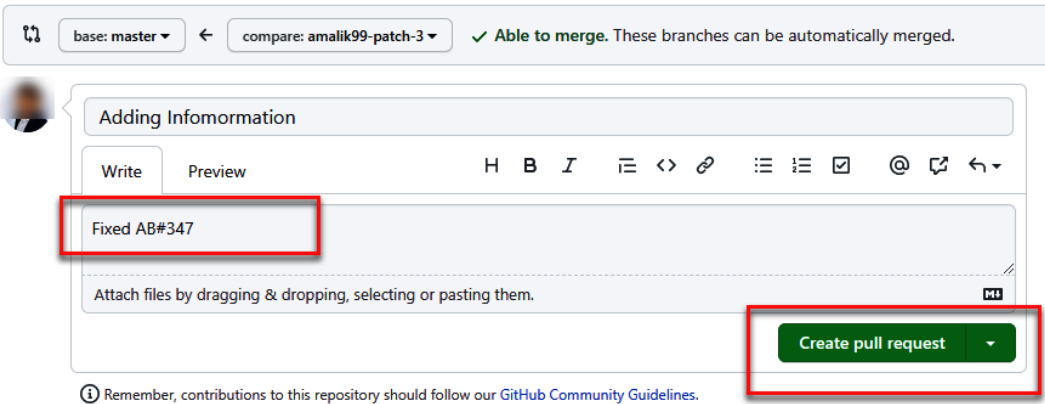 base: master compare: amalik99-patch-3 Able to merge. These branches can be automatically merged.
Adding Infomormation
Write Preview H B I
Fixed AB#347
Attach files by dragging & dropping, selecting or pasting them.
Create pull request
Remember, contributions to this repository should follow our GitHub Community Guidelines.